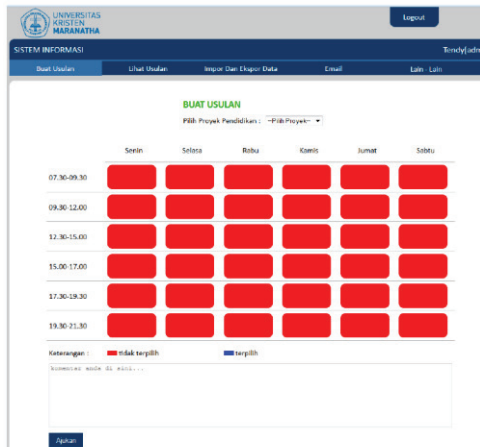 UNIVERSITAS
KRISTEN
MARANATHA
Logout
SISTEM INFORMASI
Tendy|adm
Buat Usulan Lihat Usulan Impor Dan Ekspor Data Email Lain - Lain
BUAT USULAN
Pilih Proyek Pendidikan : --Pilih Proyek--
Senin Selasa Rabu Kamis Jumat Sabtu
07.30-09.30
09.30-12.00
12.30-15.00
15.00-17.00
17.30-19.30
19.30-21.30
Keterangan : tidak terpilih terpilih
komentar anda di sini...
Ajukan